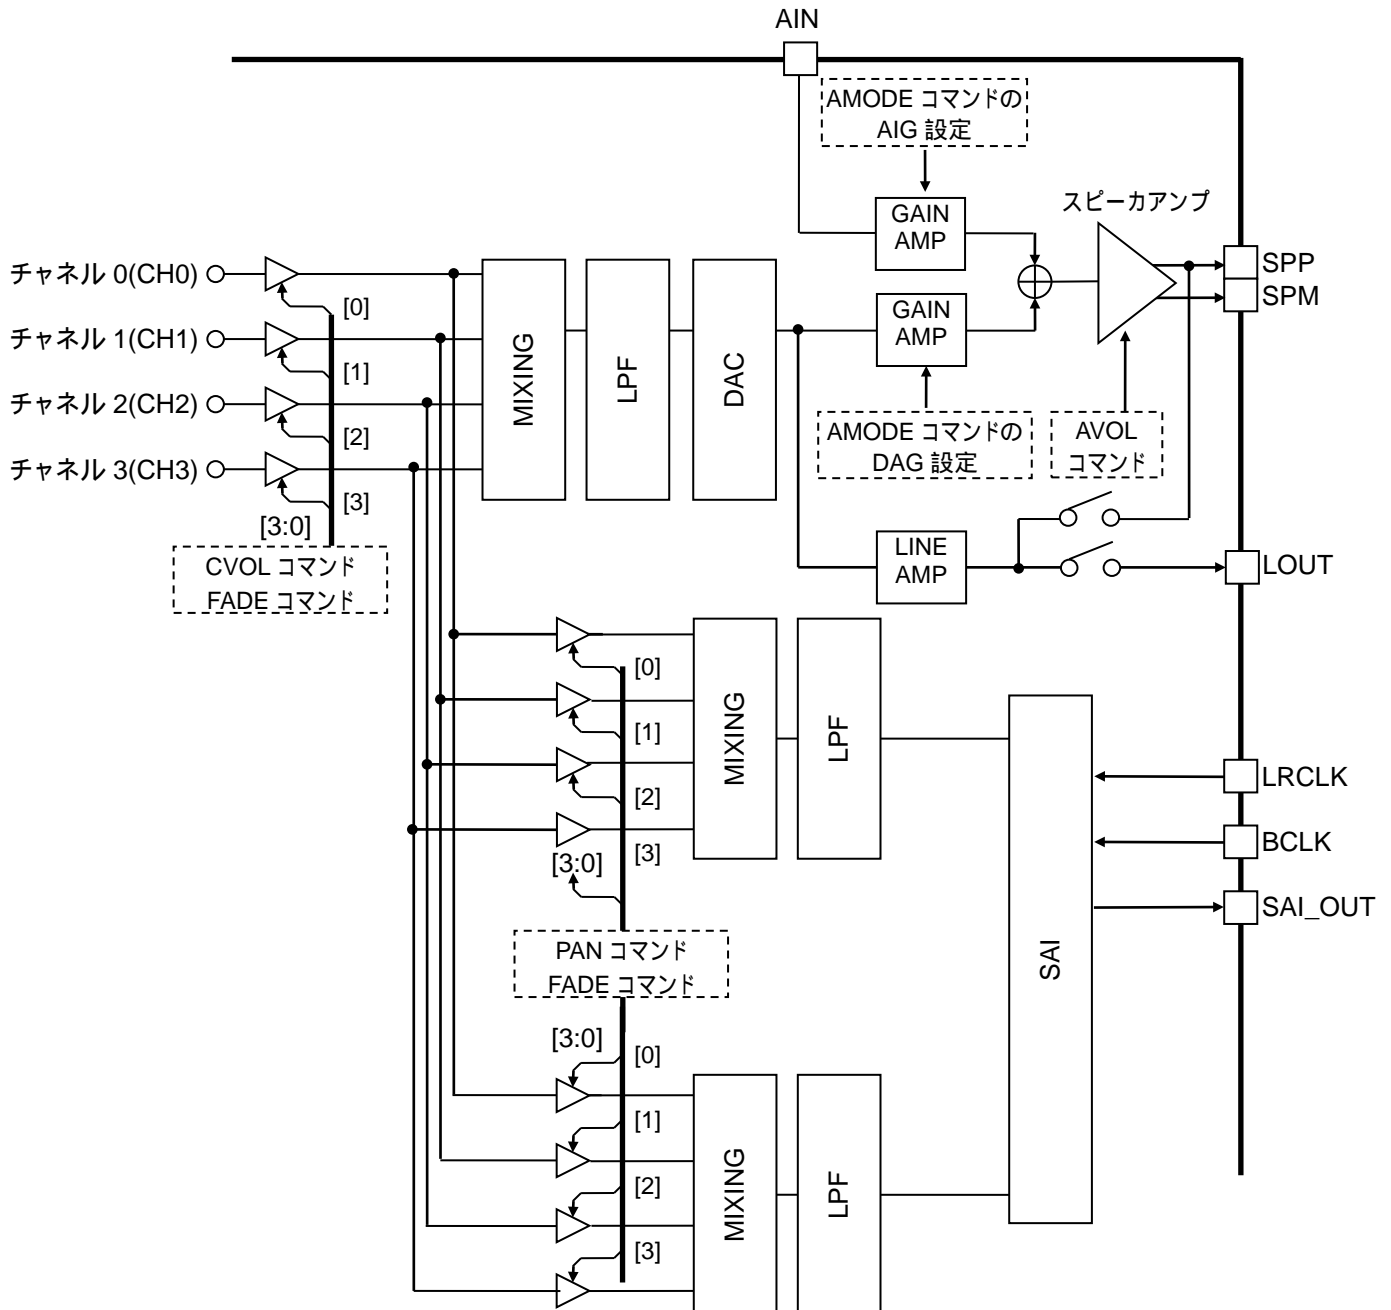 AIN
AMODE コマンドの
AIG 設定
GAIN
AMP
スピーカアンプ
SPP
SPM
チャネル 0(CH0)
チャネル 1(CH1)
チャネル 2(CH2)
チャネル 3(CH3)
[0]
[1]
[2]
[3]
[3:0]
CVOL コマンド
FADE コマンド
MIXING
LPF
DAC
GAIN
AMP
AMODE コマンドの
DAG 設定
AVOL
コマンド
LINE
AMP
LOUT
[0]
[1]
[2]
[3]
[3:0]
MIXING
LPF
PAN コマンド
FADE コマンド
SAI
LRCLK
BCLK
SAI_OUT
[3:0]
[0]
[1]
[2]
[3]
MIXING
LPF